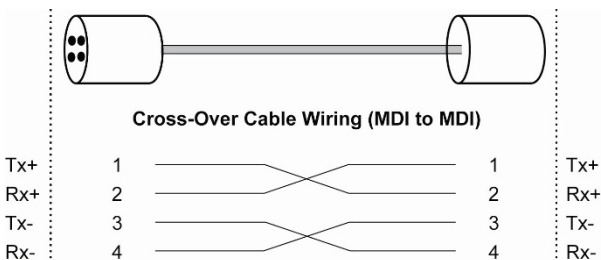 Cross-Over Cable Wiring (MDI to MDI)
Tx+ 1 1 Tx+
Rx+ 2 2 Rx+
Tx- 3 3 Tx-
Rx- 4 4 Rx-